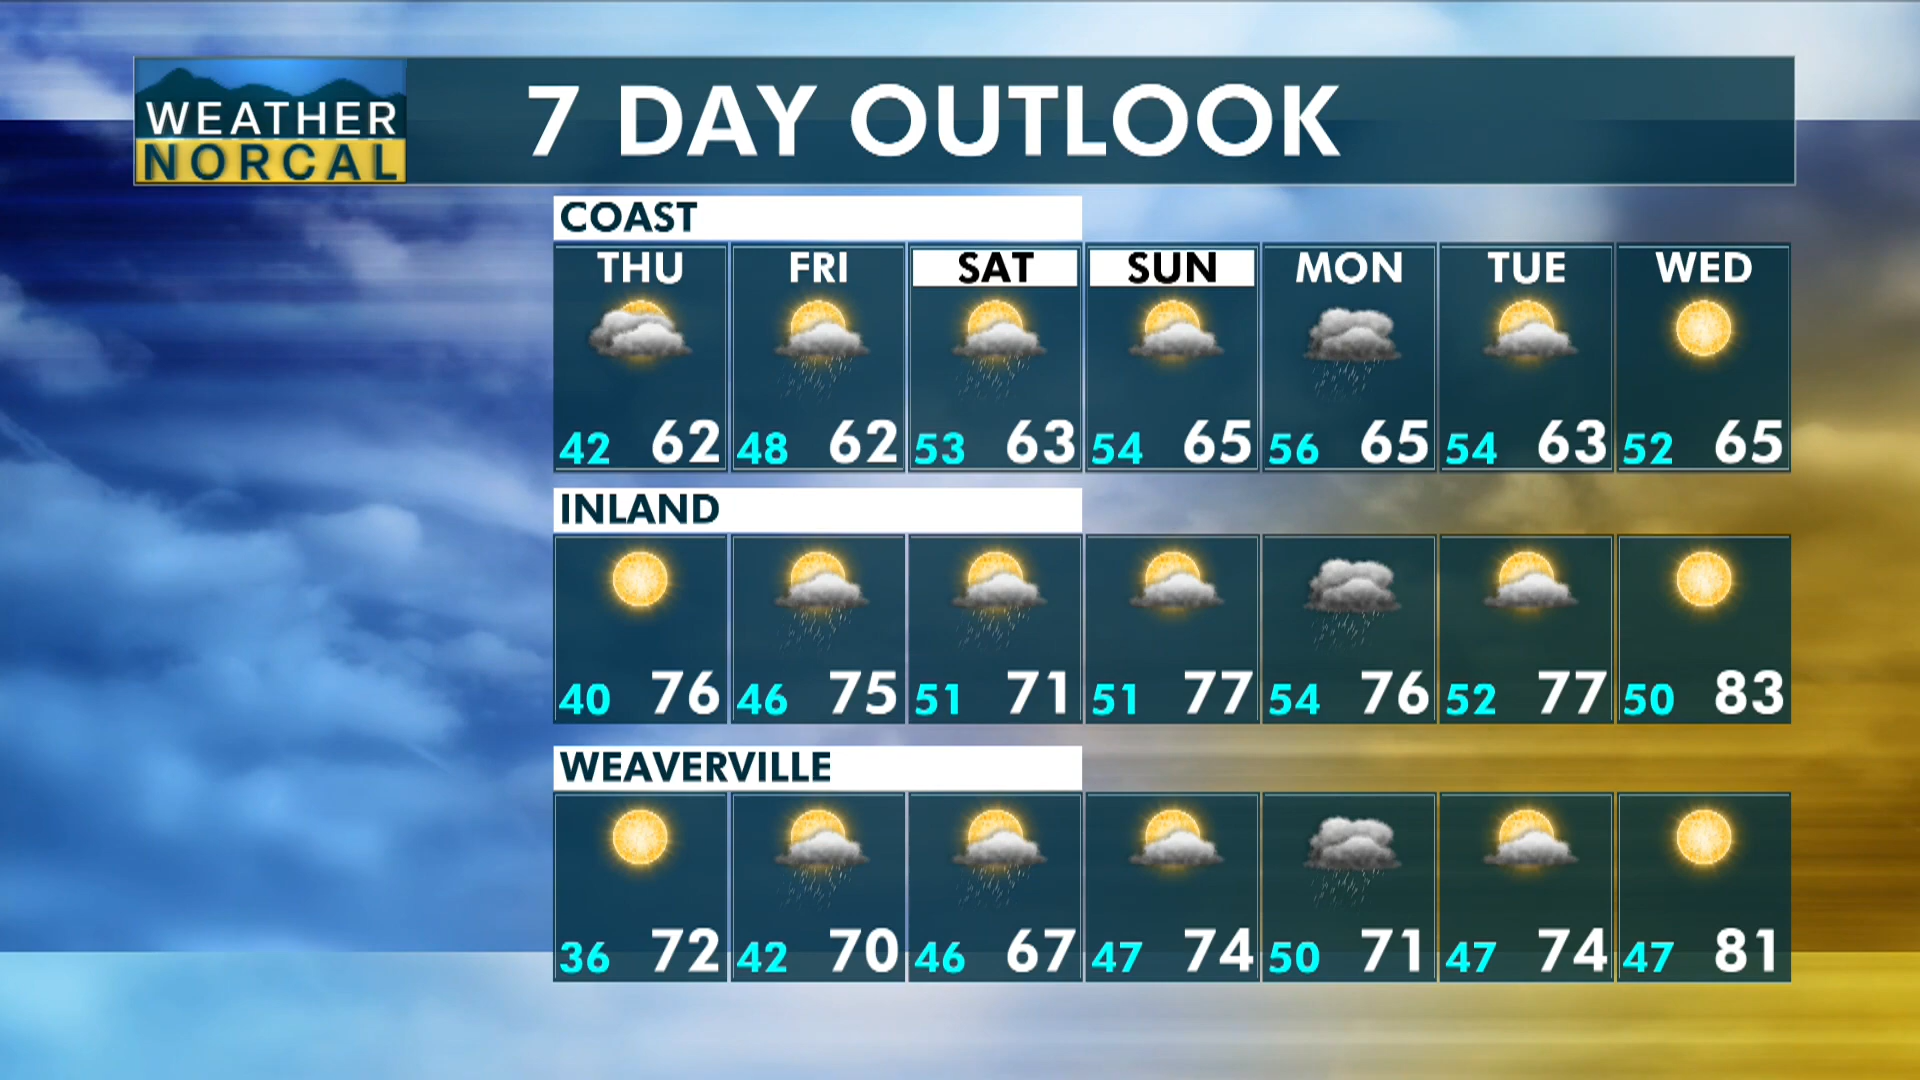 WEATHER
NORCAL
7 DAY OUTLOOK
COAST
THU FRI SAT SUN MON TUE WED
42 62 48 62 53 63 54 65 56 65 54 63 52 65
INLAND
40 76 46 75 51 71 51 77 54 76 52 77 50 83
WEAVERVILLE
36 72 42 70 46 67 47 74 50 71 47 74 47 81